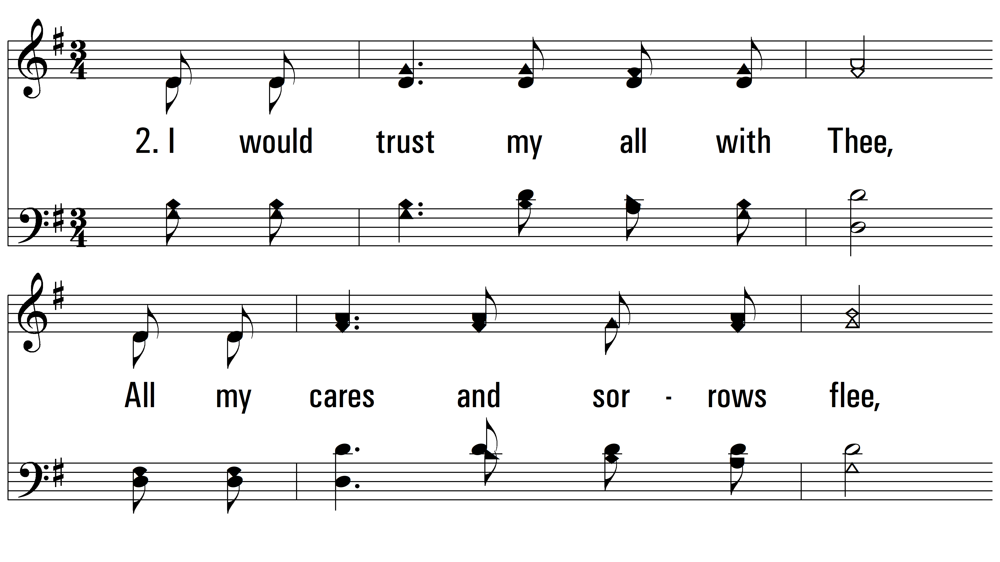 2. I would trust my all with Thee,
All my cares and sor - rows flee,